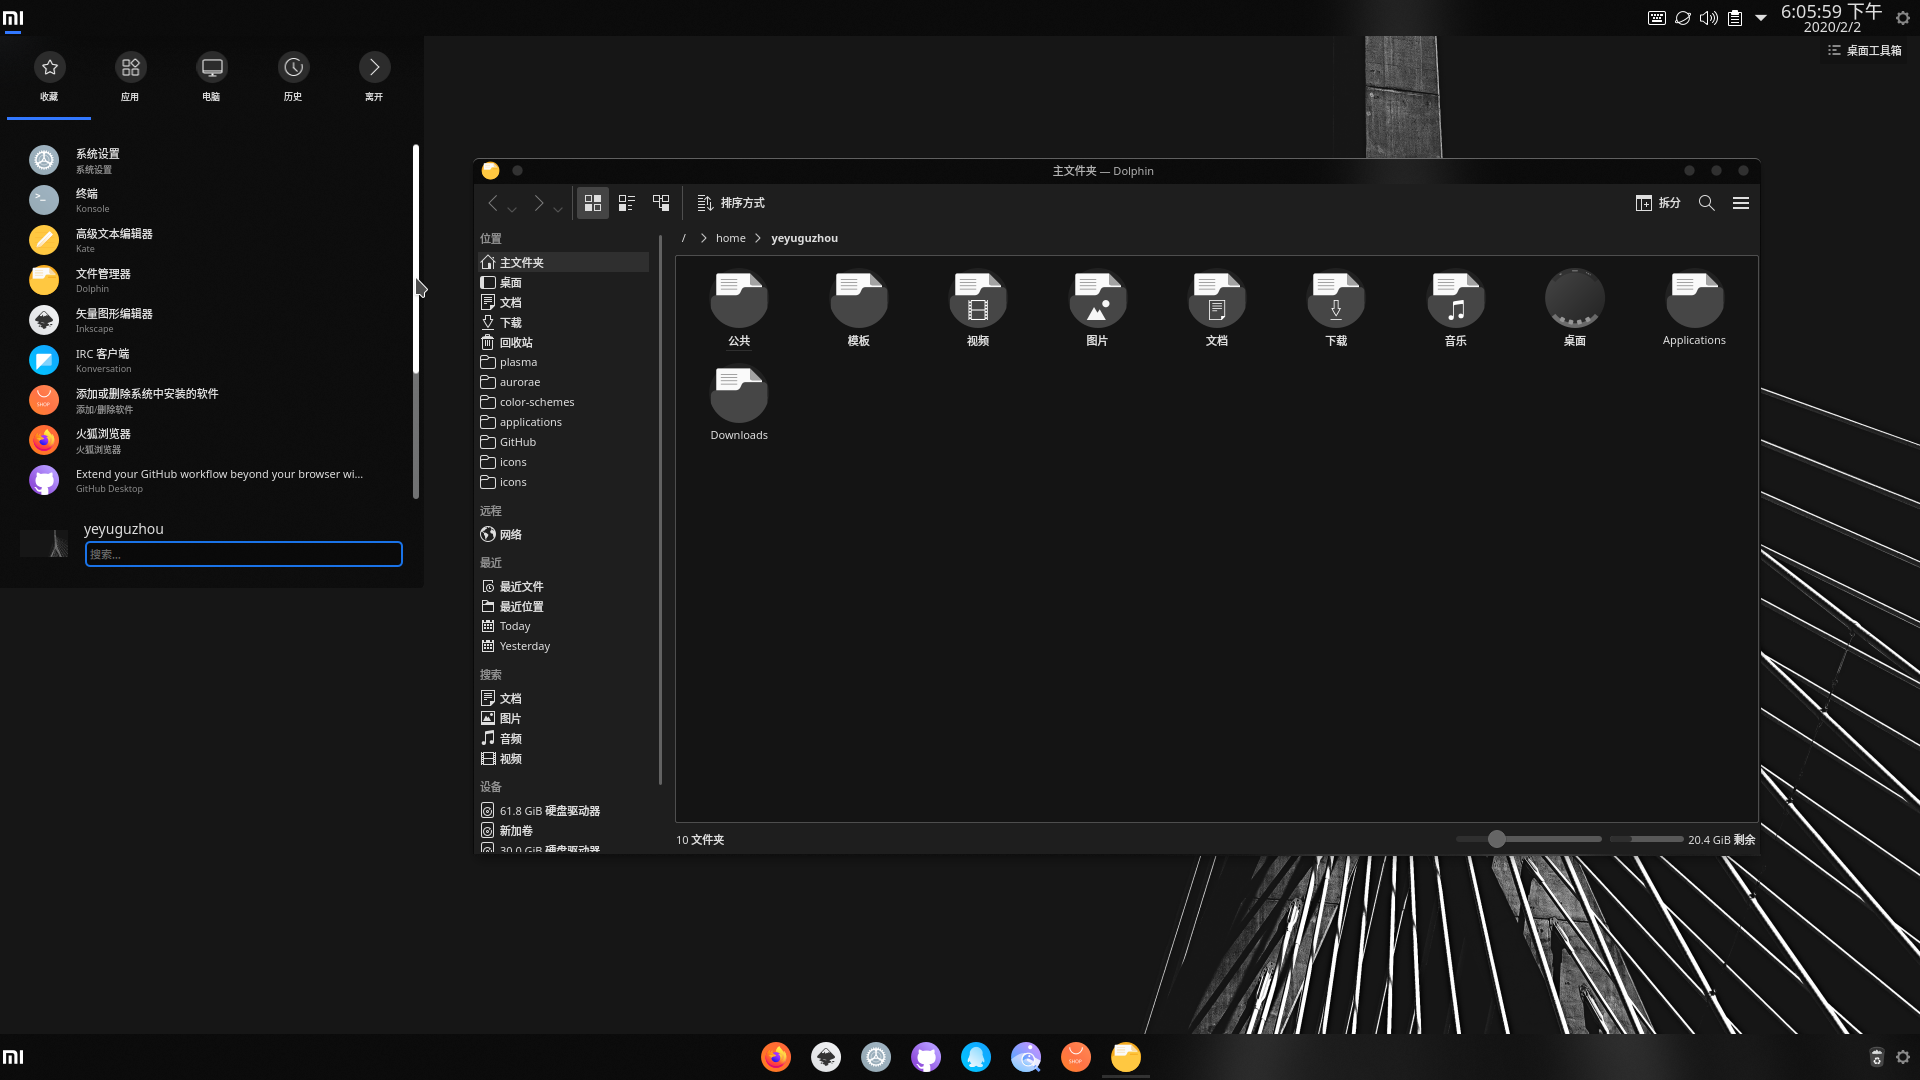 6:05:59 下午
2020/2/2
桌面工具箱
收藏
应用
电脑
历史
离开
系统设置
系统设置
终端
Konsole
高级文本编辑器
Kate
文件管理器
Dolphin
矢量图形编辑器
Inkscape
IRC 客户端
Konversation
添加或删除系统中安装的软件
添加/删除软件
火狐浏览器
火狐浏览器
Extend your GitHub workflow beyond your browser wi...
GitHub Desktop
yeyuguzhou
搜索...
主文件夹 — Dolphin
排序方式
拆分
/ > home > yeyuguzhou
位置
主文件夹
桌面
文档
下载
回收站
plasma
aurorae
color-schemes
applications
GitHub
icons
icons
远程
网络
最近
最近文件
最近位置
Today
Yesterday
搜索
文档
图片
音频
视频
设备
61.8 GiB 硬盘驱动器
新加卷
30.0 GiB 硬盘驱动器
公共
模板
视频
图片
文档
下载
音乐
桌面
Applications
Downloads
10 文件夹
20.4 GiB 剩余